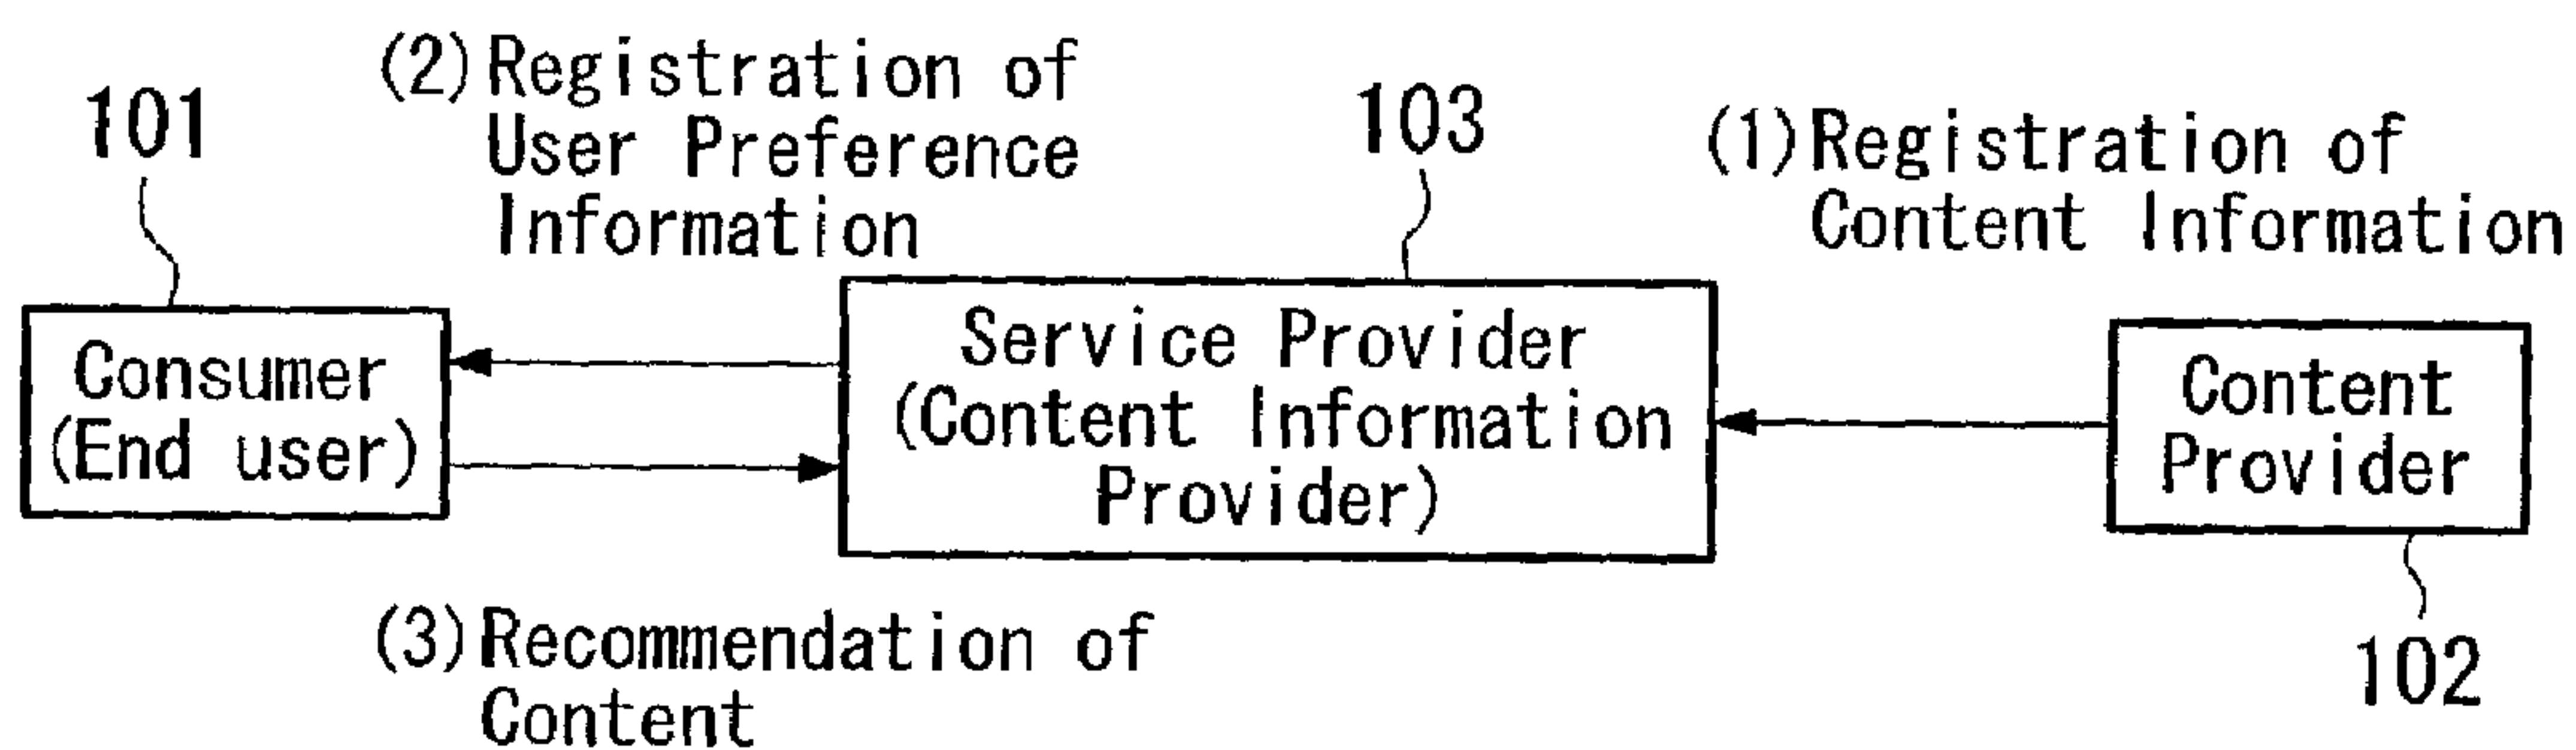 (2)Registration of
User Preference
Information
101
103
(1)Registration of
Content Information
Consumer
(End user)
Service Provider
(Content Information
Provider)
Content
Provider
(3)Recommendation of
Content
102